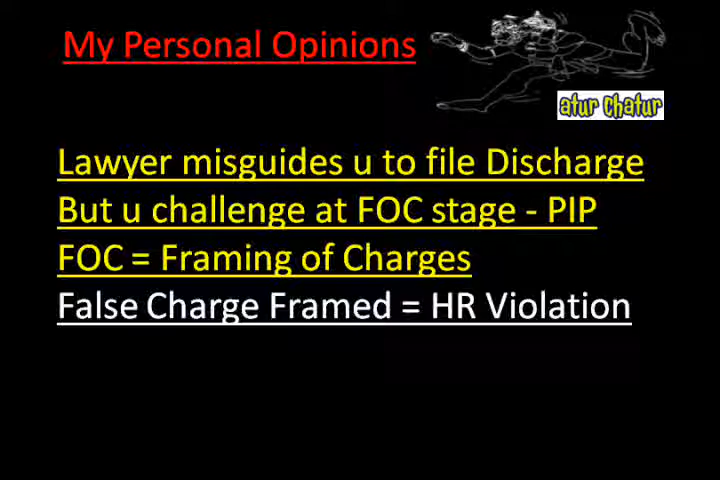 My Personal Opinions
atur chatur
Lawyer misguides u to file Discharge
But u challenge at FOC stage - PIP
FOC = Framing of Charges
False Charge Framed = HR Violation